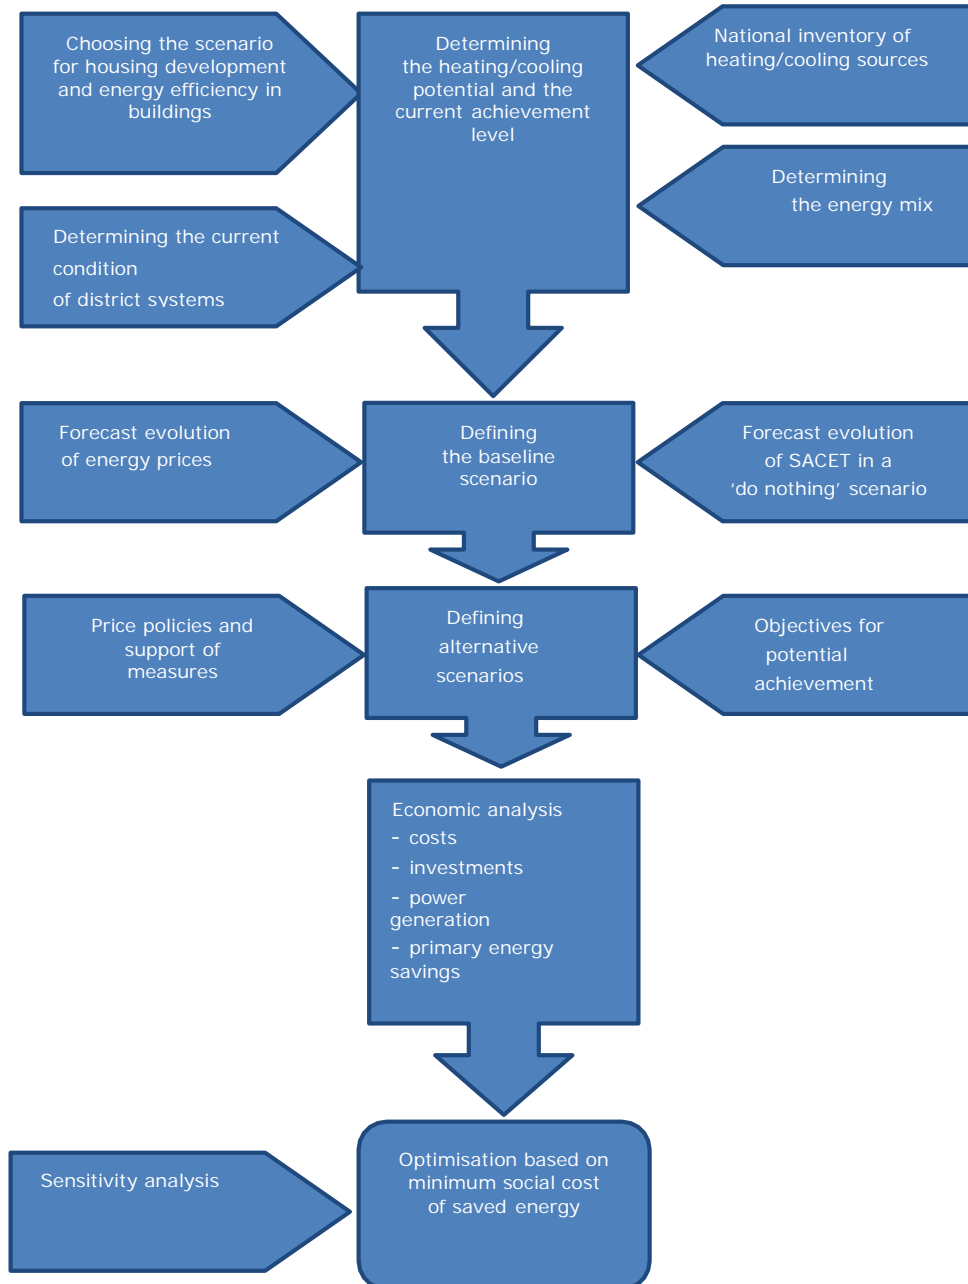 Choosing the scenario
for housing development
and energy efficiency in
buildings
Determining
the heating/cooling
potential and the
current achievement
level
National inventory of
heating/cooling sources
Determining
the energy mix
Determining the current
condition
of district systems
Forecast evolution
of energy prices
Defining
the baseline
scenario
Forecast evolution
of SACET in a
‘do nothing’ scenario
Price policies and
support of
measures
Defining
alternative
scenarios
Objectives for
potential
achievement
Economic analysis
- costs
- investments
- power
generation
- primary energy
savings
Sensitivity analysis
Optimisation based on
minimum social cost
of saved energy